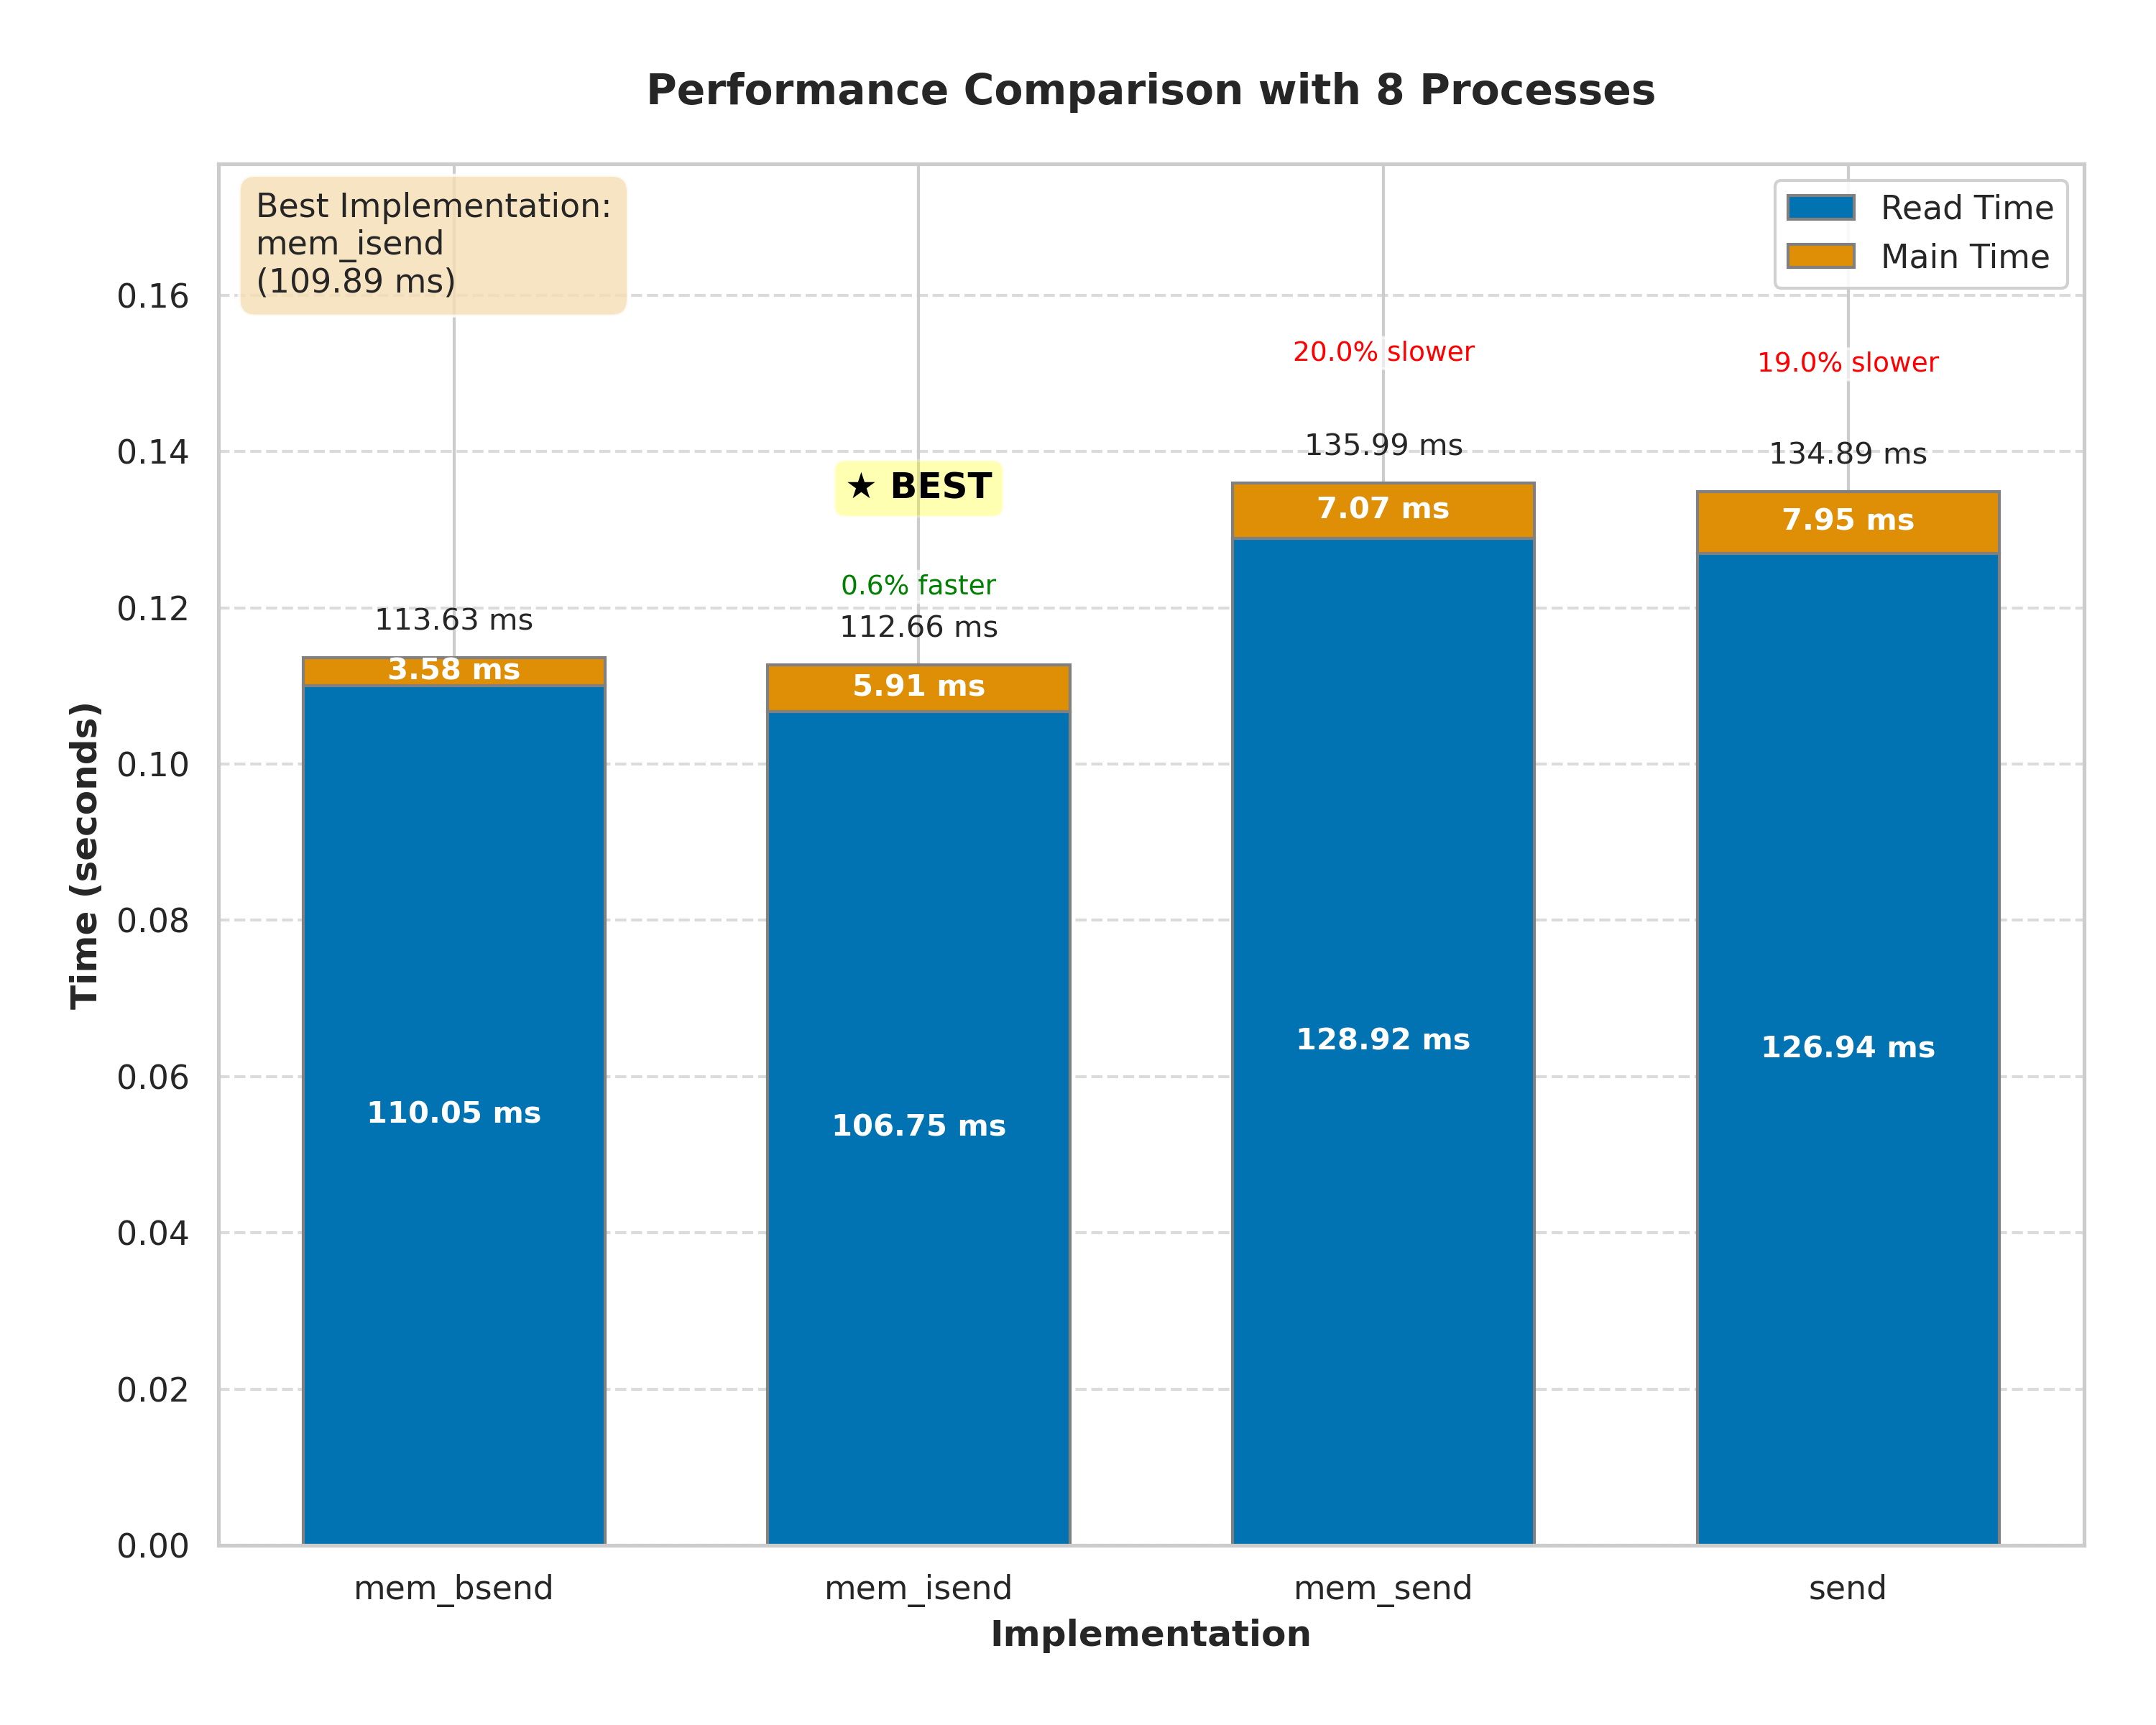 Performance Comparison with 8 Processes
Best Implementation:
mem_isend
(109.89 ms)
Read Time
Main Time
Time (seconds)
0.16
0.14
0.12
0.10
0.08
0.06
0.04
0.02
0.00
113.63 ms
3.58 ms
110.05 ms
★ BEST
0.6% faster
112.66 ms
5.91 ms
106.75 ms
20.0% slower
135.99 ms
7.07 ms
128.92 ms
19.0% slower
134.89 ms
7.95 ms
126.94 ms
mem_bsend
mem_isend
mem_send
send
Implementation